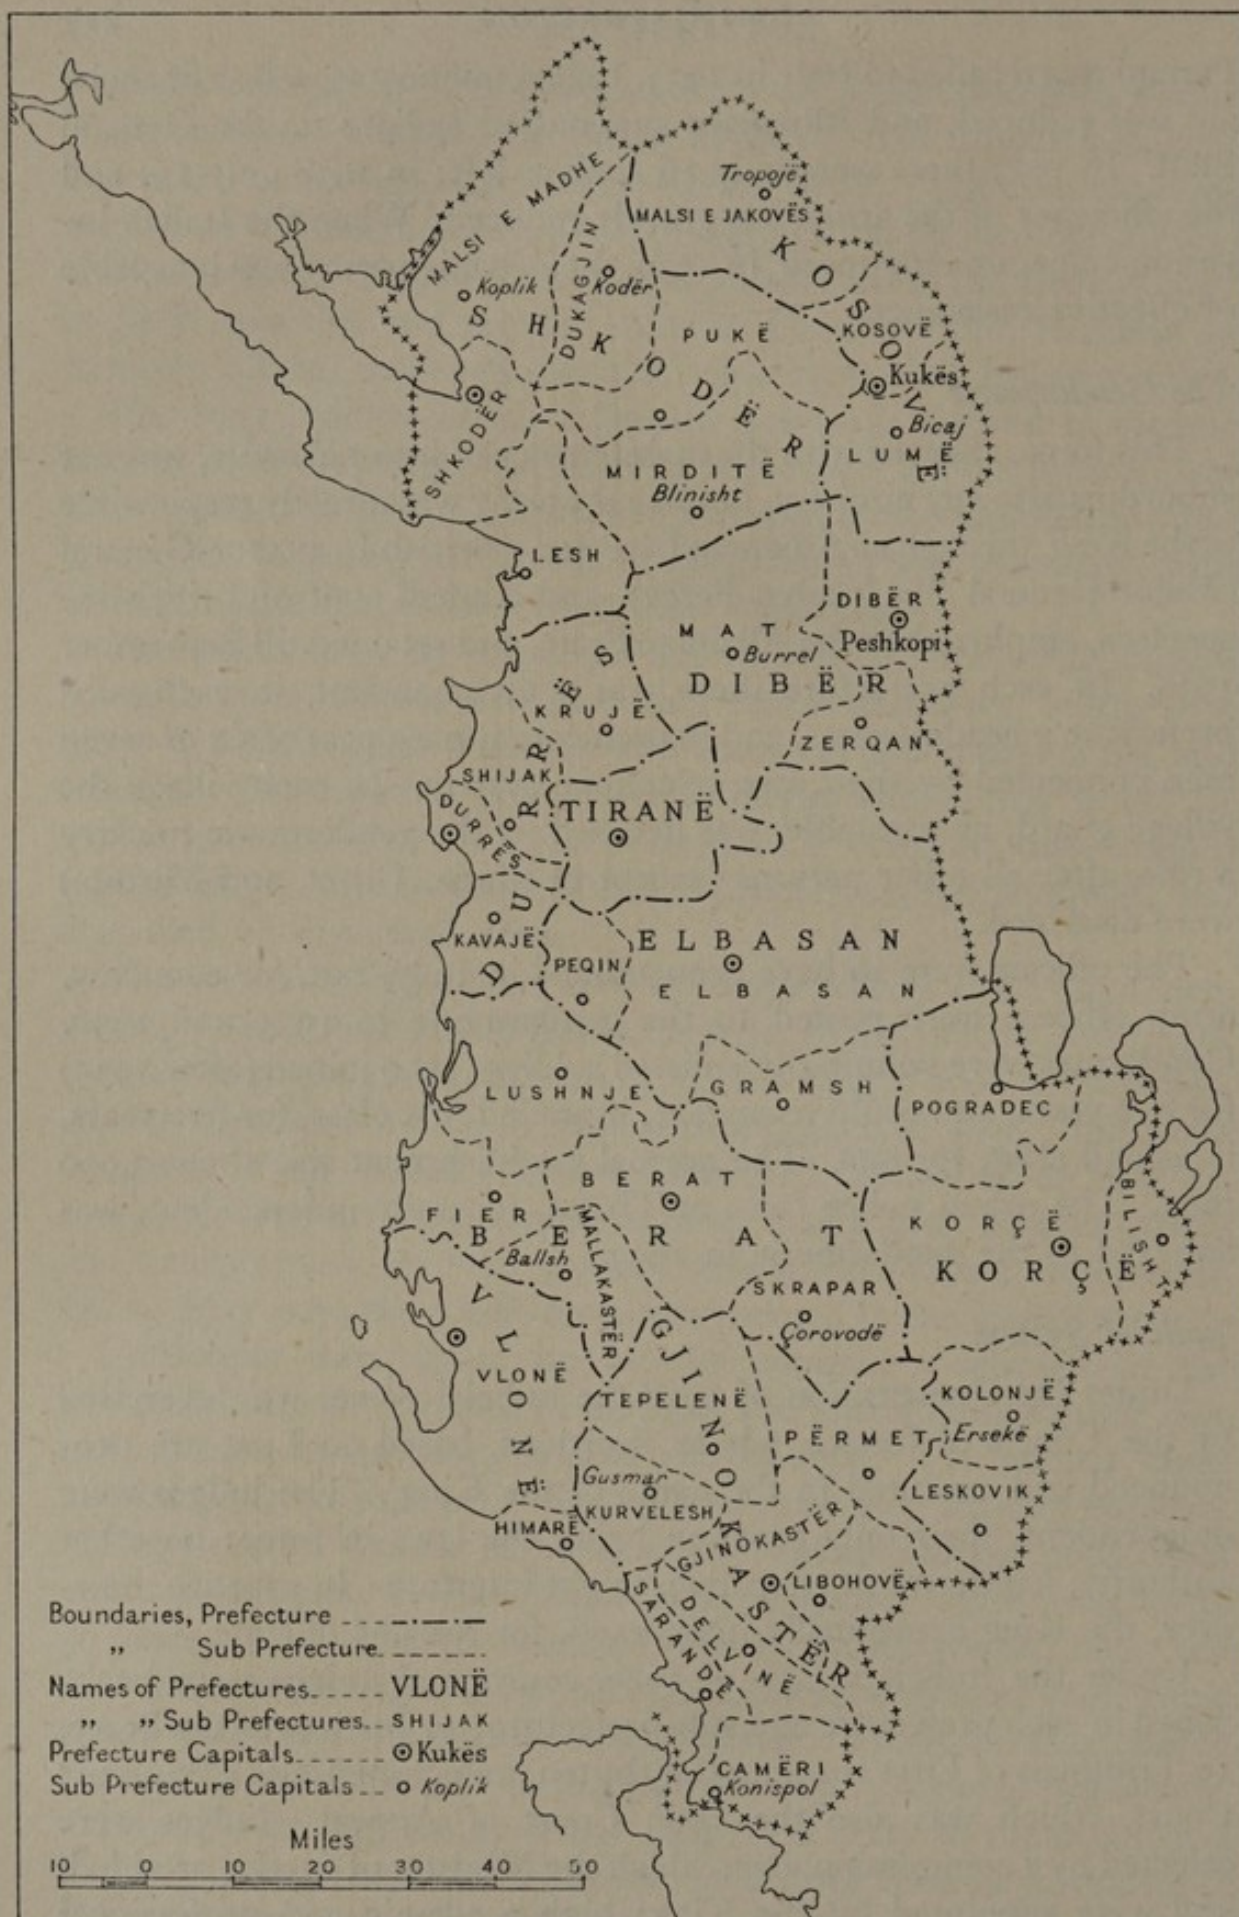 Tropojë
MALSI E MADHE
MALSI E JAKOVËS
DUKAGJIN
KOSOVË
Koplik
Kodër
SHKODËR
PUKË
KOSOVË
Kukës
SHKODËR
Bicaj
LUMË
MIRDITË
Blinisht
LESH
DIBËR
Peshkopi
MAT
Burrel
DIBËR
DURRËS
KRUJË
ZERQAN
SHIJAK
DURRËS
TIRANË
KAVAJË
PEQIN
ELBASAN
ELBASAN
LUSHNJE
GRAMSH
POGRADEC
BERAT
BILISHT
FIER
BERAT
MALLAKASTËR
KORÇË
KORÇË
Ballsh
SKRAPAR
Çorovodë
VLONË
GJINOKASTËR
VLONË
TEPELENË
KOLONJË
Ersekë
PËRMET
Gusmar
KURVELESH
LESKOVIK
HIMARË
GJINOKASTËR
LIBOHOVË
DELVINË
SARANDË
CAMËRI
Konispol
Boundaries, Prefecture
„ Sub Prefecture
Names of Prefectures VLONË
„ „ Sub Prefectures SHIJAK
Prefecture Capitals Kukës
Sub Prefecture Capitals Koplik
Miles
10 0 10 20 30 40 50